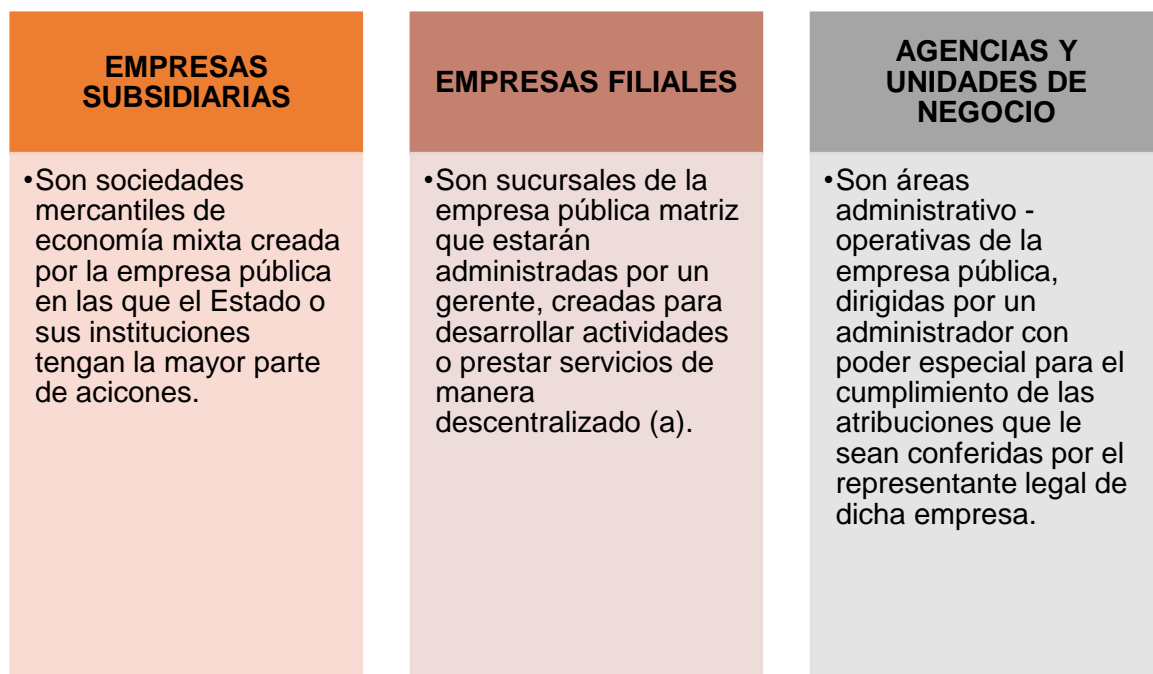 EMPRESAS
SUBSIDIARIAS
•Son sociedades
mercantiles de
economía mixta creada
por la empresa pública
en las que el Estado o
sus instituciones
tengan la mayor parte
de acicones.
EMPRESAS FILIALES
•Son sucursales de la
empresa pública matriz
que estarán
administradas por un
gerente, creadas para
desarrollar actividades
o prestar servicios de
manera
descentralizado (a).
AGENCIAS Y
UNIDADES DE
NEGOCIO
•Son áreas
administrativo -
operativas de la
empresa pública,
dirigidas por un
administrador con
poder especial para el
cumplimiento de las
atribuciones que le
sean conferidas por el
representante legal de
dicha empresa.